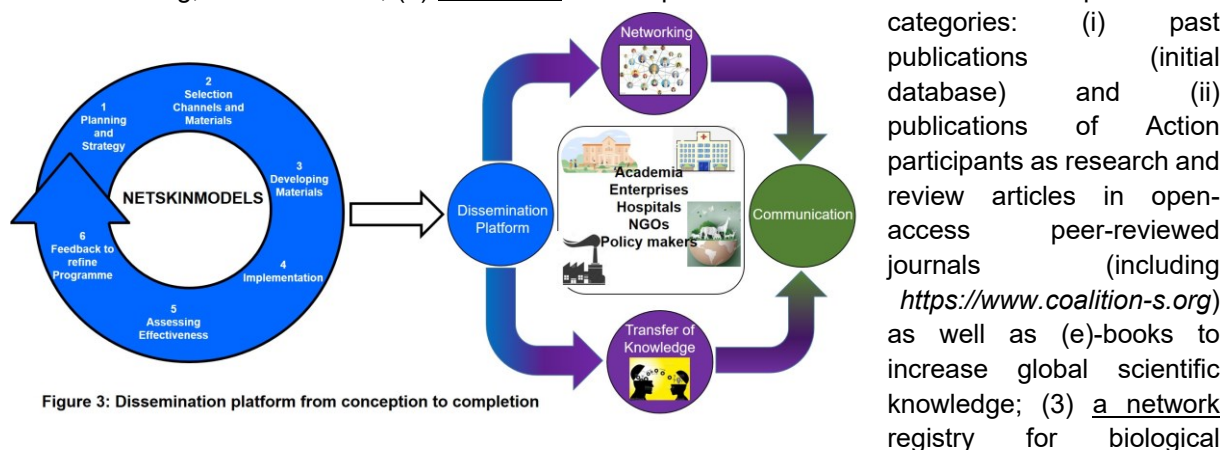 categories: (i) past
publications (initial
database) and (ii)
publications of Action
participants as research and
review articles in open-
access peer-reviewed
journals (including
https://www.coalition-s.org)
as well as (e)-books to
increase global scientific
knowledge; (3) a network
registry for biological
1
Planning
and
Strategy
2
Selection
Channels and
Materials
3
Developing
Materials
4
Implementation
5
Assessing
Effectiveness
6
Feedback to
refine
Programme
NETSKINMODELS
Dissemination
Platform
Networking
Academia
Enterprises
Hospitals
NGOs
Policy makers
Transfer of
Knowledge
Communication
Figure 3: Dissemination platform from conception to completion